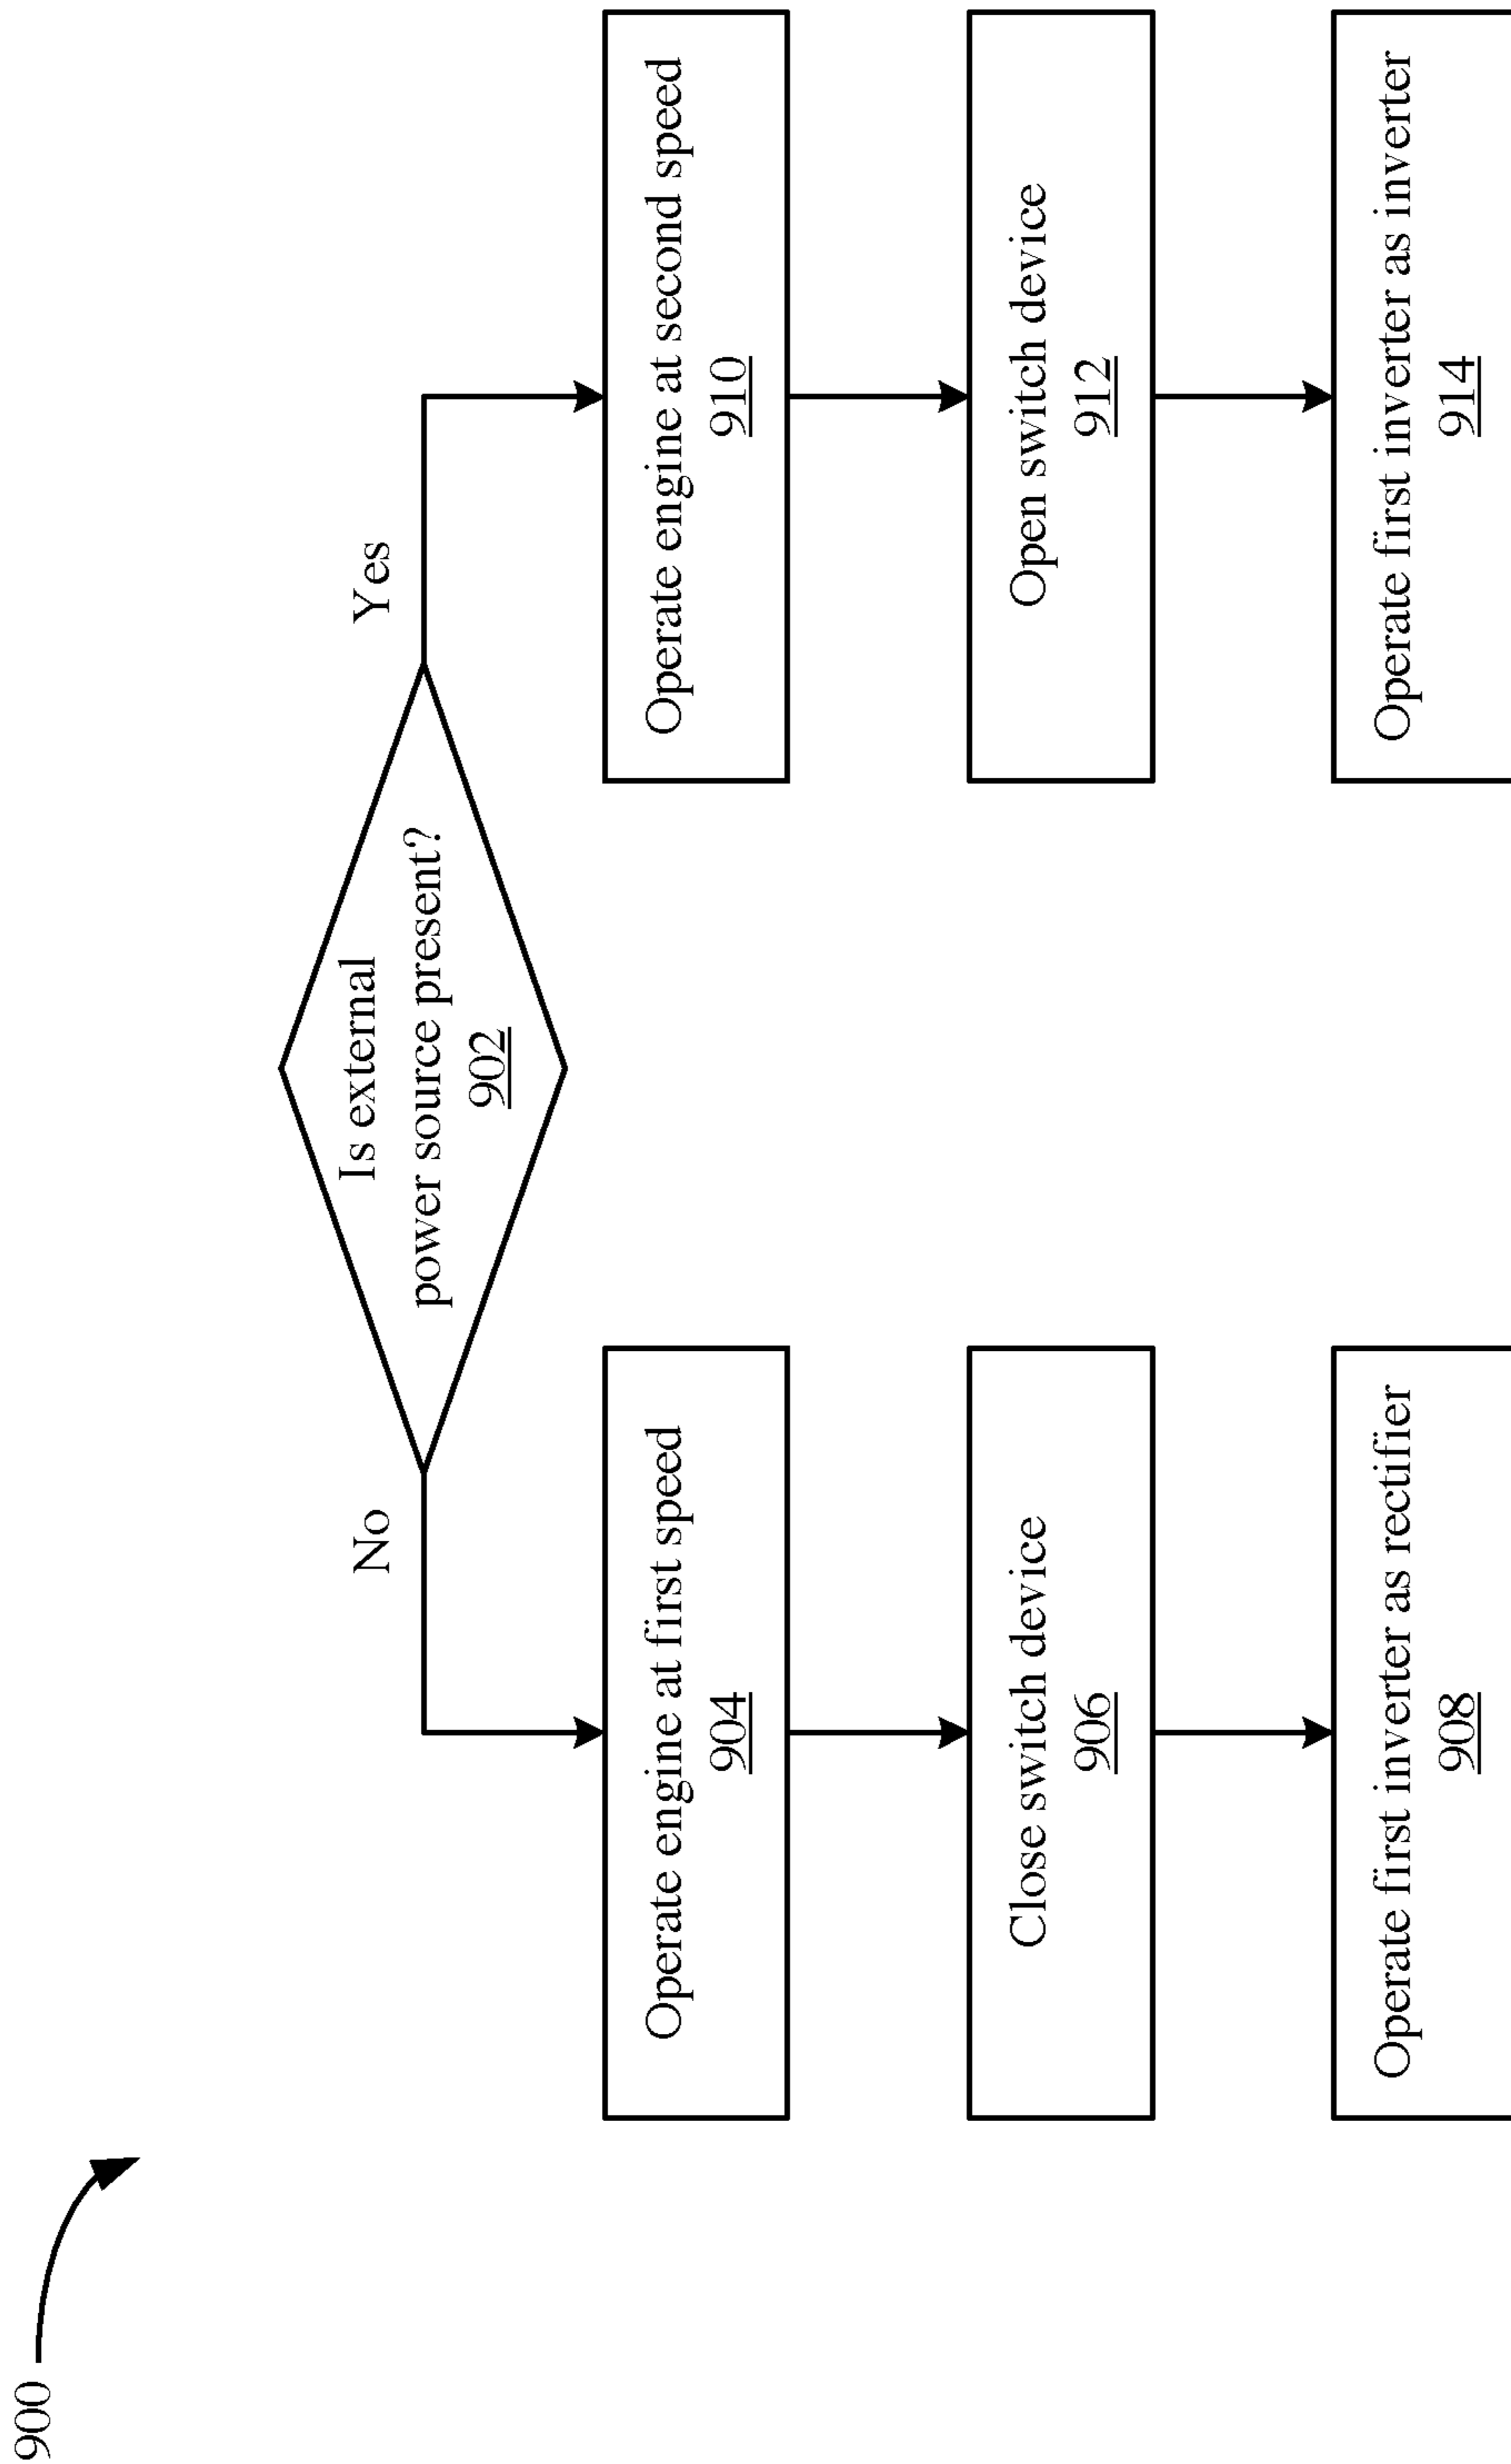 900
Is external
power source present?
902
No
Yes
Operate engine at first speed
904
Close switch device
906
Operate first inverter as rectifier
908
Operate engine at second speed
910
Open switch device
912
Operate first inverter as inverter
914